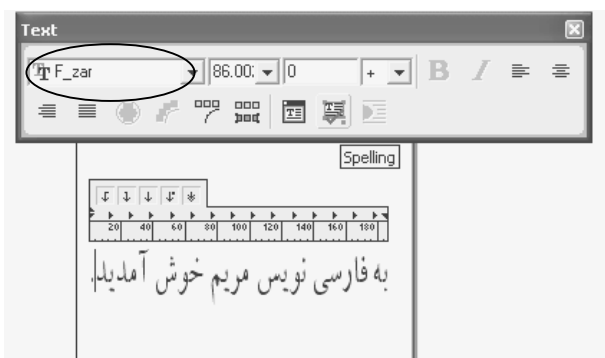 Text
F_zar 86.00: 0 +
B I
Spelling
20 40 60 80 100 120 140 160 180
به فارسی نویس مریم خوش آمدید.